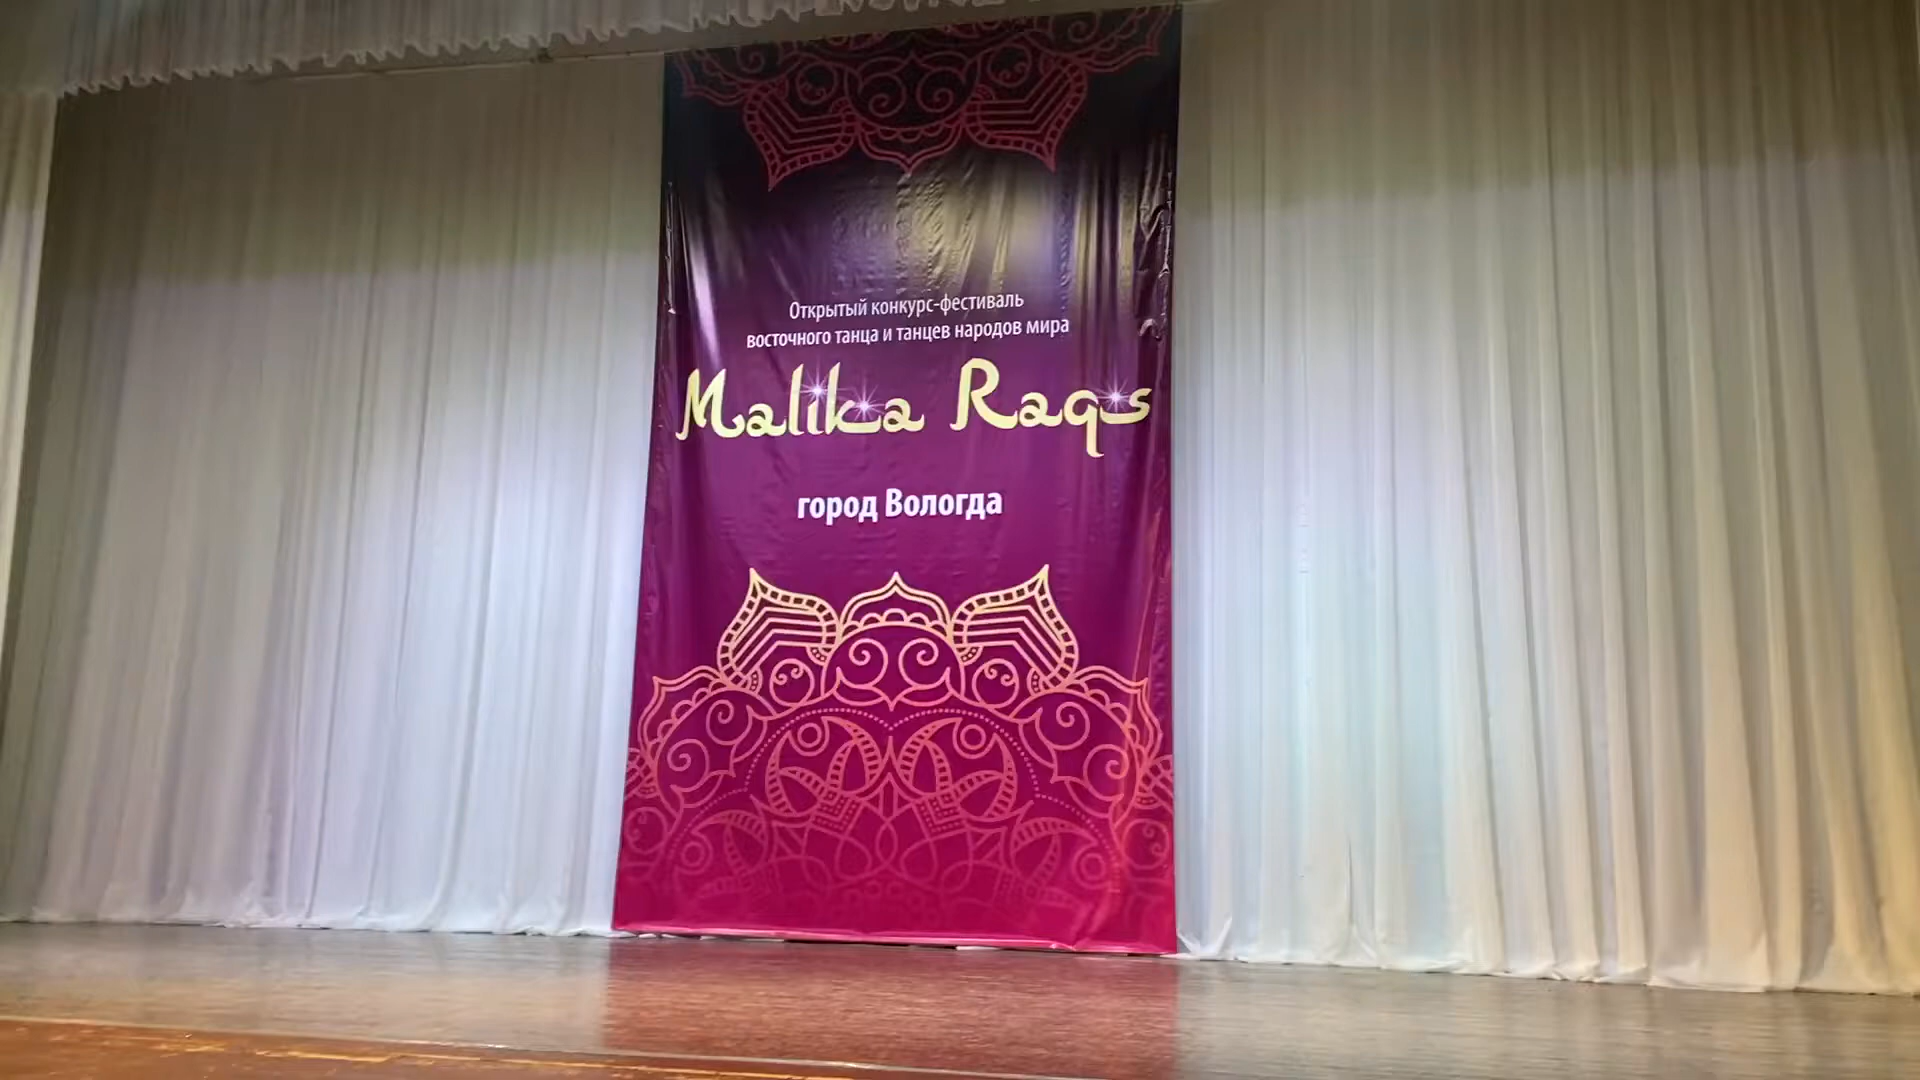 Открытый конкурс-фестиваль
восточного танца и танцев народов мира
Malika Raqs
город Вологда